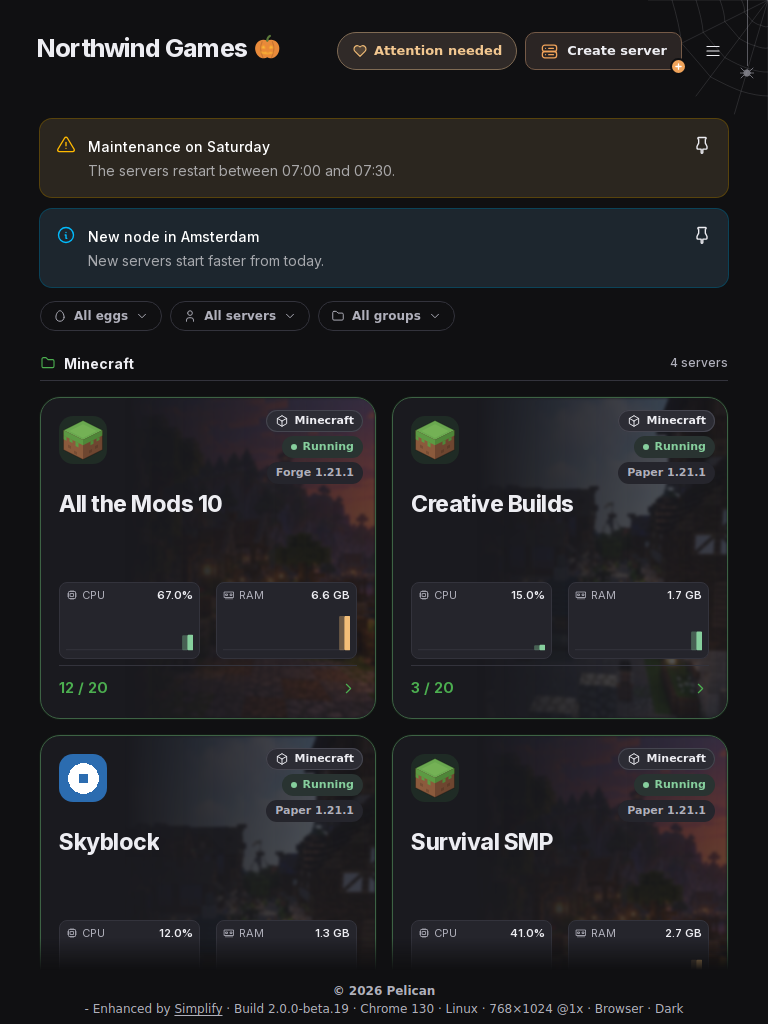 Northwind Games 🎃
Attention needed
Create server
Maintenance on Saturday
The servers restart between 07:00 and 07:30.
New node in Amsterdam
New servers start faster from today.
All eggs
All servers
All groups
Minecraft
4 servers
Minecraft
Running
Forge 1.21.1
All the Mods 10
CPU 67.0%
RAM 6.6 GB
12 / 20
Minecraft
Running
Paper 1.21.1
Creative Builds
CPU 15.0%
RAM 1.7 GB
3 / 20
Minecraft
Running
Paper 1.21.1
Skyblock
CPU 12.0%
RAM 1.3 GB
Minecraft
Running
Paper 1.21.1
Survival SMP
CPU 41.0%
RAM 2.7 GB
© 2026 Pelican
- Enhanced by Simplify · Build 2.0.0-beta.19 · Chrome 130 · Linux · 768×1024 @1x · Browser · Dark